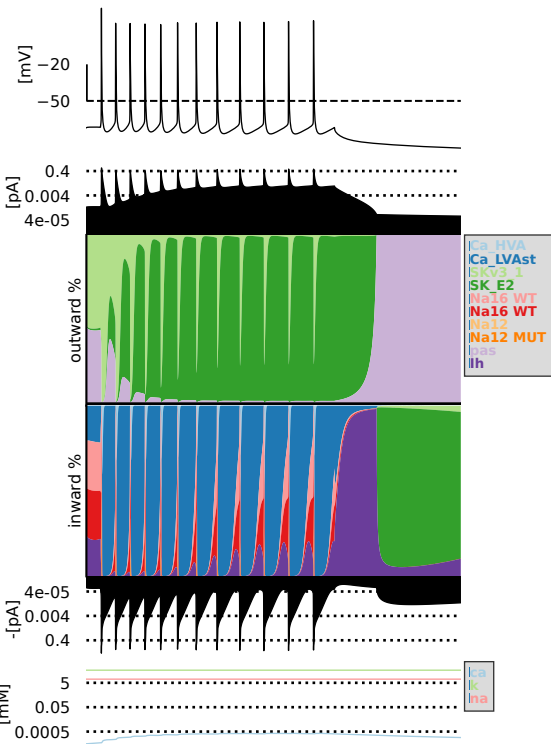 [mV]
−20
−50
[pA]
0.4
0.004
4e-05
outward %
Ca_HVA
Ca_LVAst
SKv3_1
SK_E2
Na16 WT
Na16 WT
Na12
Na12 MUT
pas
Ih
inward %
-[pA]
4e-05
0.004
0.4
[mM]
5
0.05
0.0005
ca
k
na